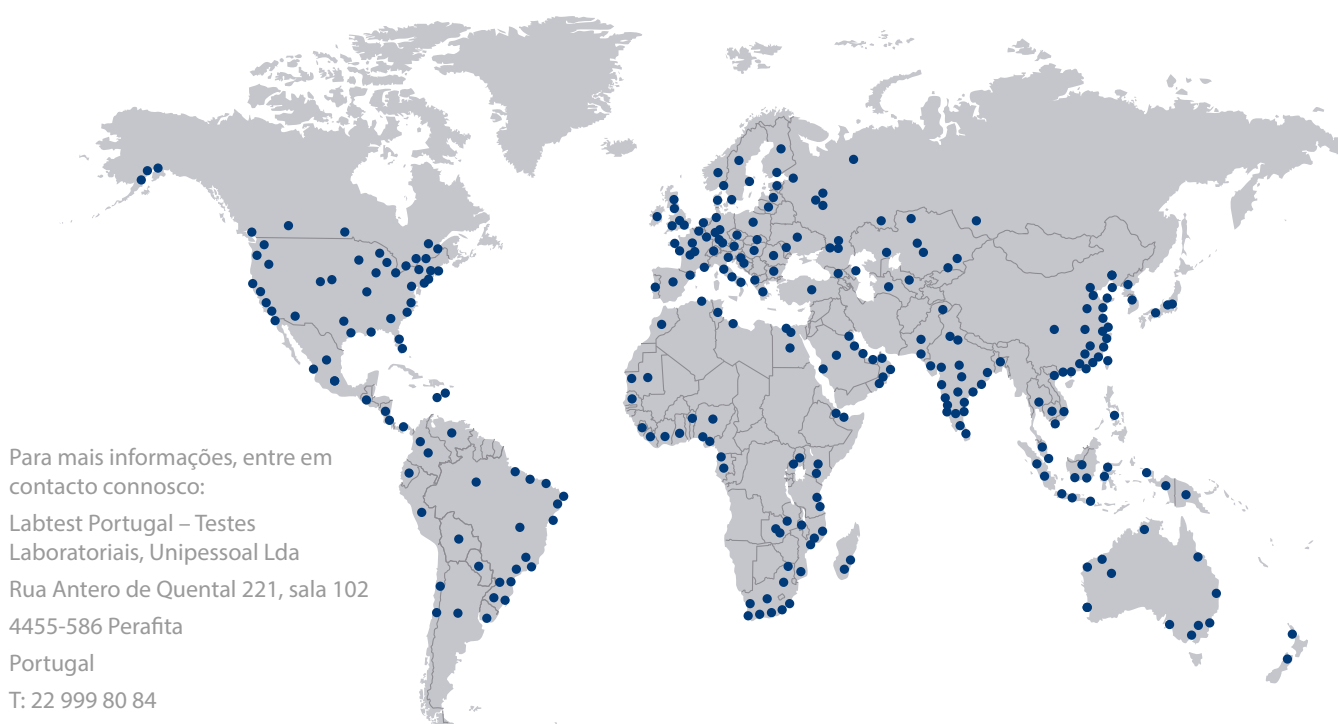 Para mais informações, entre em
contacto connosco:
Labtest Portugal – Testes
Laboratoriais, Unipessoal Lda
Rua Antero de Quental 221, sala 102
4455-586 Perafita
Portugal
T: 22 999 80 84